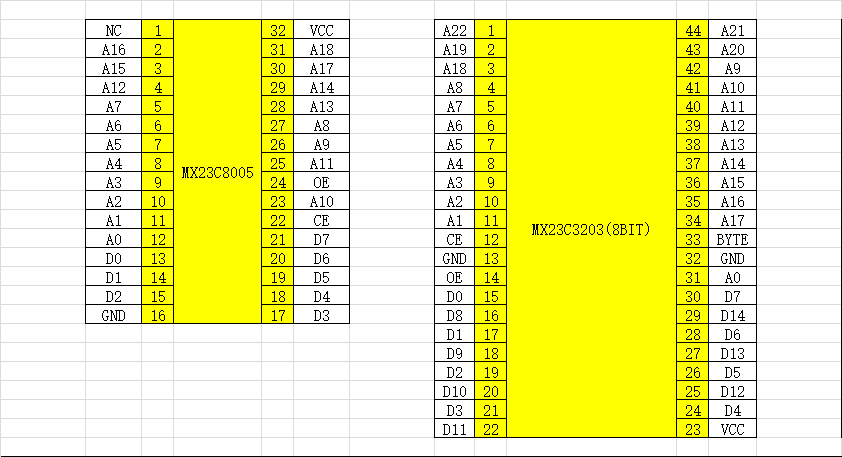 NC 1 32 VCC A22 1 44 A21
A16 2 31 A18 A19 2 43 A20
A15 3 30 A17 A18 3 42 A9
A12 4 29 A14 A8 4 41 A10
A7 5 28 A13 A7 5 40 A11
A6 6 27 A8 A6 6 39 A12
A5 7 26 A9 A5 7 38 A13
A4 8 25 A11 A4 8 37 A14
A3 9 MX23C8005 24 OE A3 9 36 A15
A2 10 23 A10 A2 10 35 A16
A1 11 22 CE A1 11 34 A17
A0 12 21 D7 CE 12 MX23C3203(8BIT) 33 BYTE
D0 13 20 D6 GND 13 32 GND
D1 14 19 D5 OE 14 31 A0
D2 15 18 D4 D0 15 30 D7
GND 16 17 D3 D8 16 29 D14
D1 17 28 D6
D9 18 27 D13
D2 19 26 D5
D10 20 25 D12
D3 21 24 D4
D11 22 23 VCC